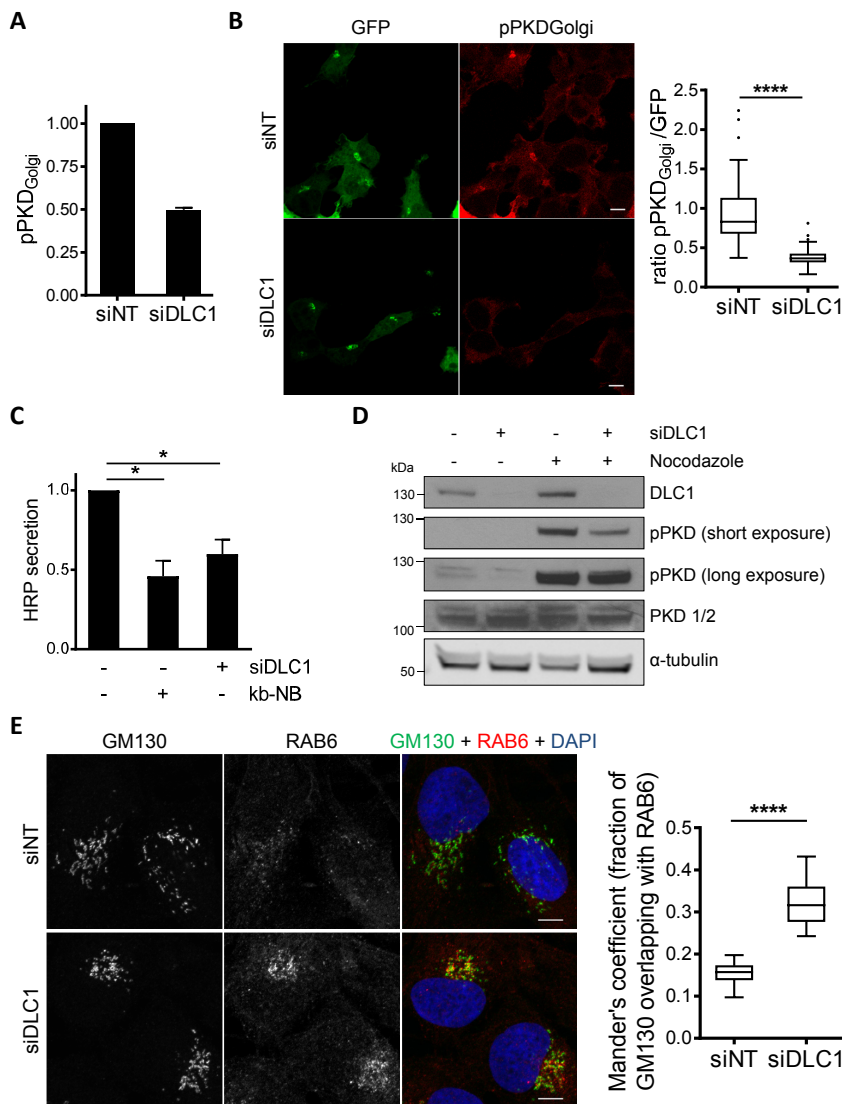 A
pPKDGolgi
1.00
0.75
0.50
0.25
0.00
siNT siDLC1
B
GFP pPKDGolgi
siNT
siDLC1
ratio pPKDGolgi/GFP
****
2.5
2.0
1.5
1.0
0.5
0.0
siNT siDLC1
C
HRP secretion
*
*
1.0
0.5
1.0
- - + siDLC1
- + - kb-NB
D
- + - + siDLC1
- - + + Nocodazole
kDa
130 DLC1
130
pPKD (short exposure)
130
pPKD (long exposure)
PKD 1/2
100
α-tubulin
50
E
GM130 RAB6 GM130 + RAB6 + DAPI
siNT
siDLC1
Mander's coefficient (fraction of
GM130 overlapping with RAB6)
****
0.5
0.4
0.3
0.2
0.1
0.0
siNT siDLC1